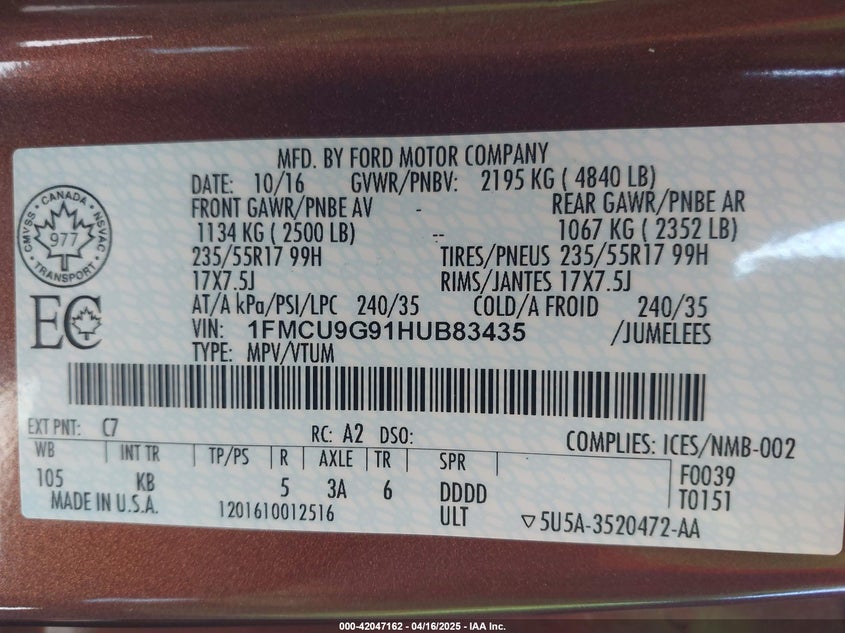 MFD. BY FORD MOTOR COMPANY
DATE: 10/16 GVWR/PNBV: 2195 KG ( 4840 LB)
FRONT GAWR/PNBE AV - REAR GAWR/PNBE AR
1134 KG ( 2500 LB) -- 1067 KG ( 2352 LB)
235/55R17 99H TIRES/PNEUS 235/55R17 99H
17X7.5J RIMS/JANTES 17X7.5J
AT/A kPa/PSI/LPC 240/35 COLD/A FROID 240/35
VIN: 1FMCU9G91HUB83435 /JUMELEES
TYPE: MPV/VTUM
CANADA
CMVSS NSVAC
977
TRANSPORT
EC
EXT PNT: C7 RC: A2 DSO: COMPLIES: ICES/NMB-002
WB INT TR TP/PS R AXLE TR SPR F0039
105 KB 5 3A 6 DDDD T0151
MADE IN U.S.A. 1201610012516 ULT ▽5U5A-3520472-AA
000-42047162 - 04/16/2025 - IAA Inc.